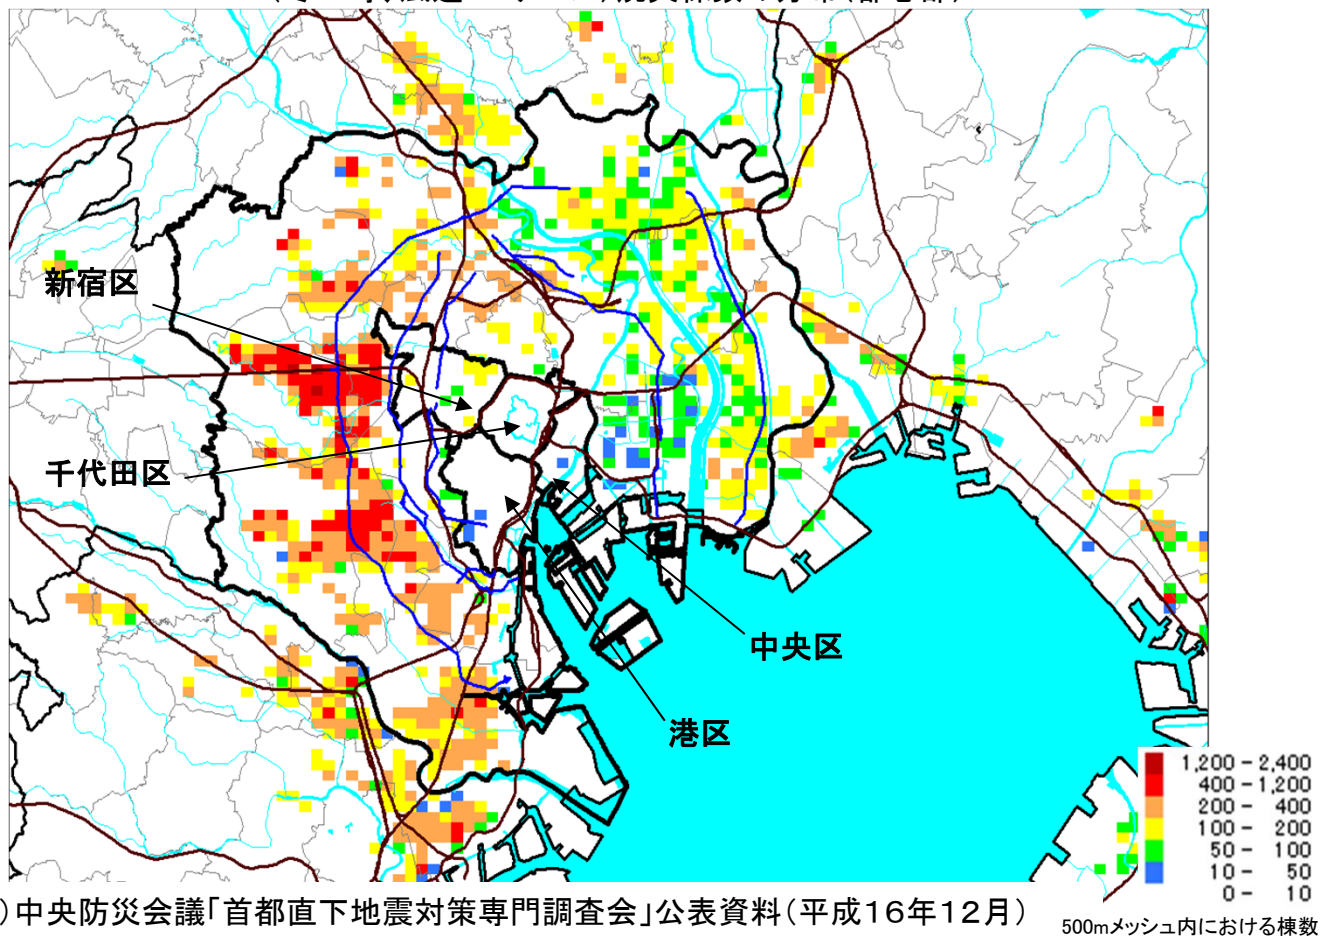 新宿区
千代田区
中央区
港区
1,200 - 2,400
400 - 1,200
200 - 400
100 - 200
50 - 100
10 - 50
0 - 10
)中央防災会議「首都直下地震対策専門調査会」公表資料(平成16年12月)
500mメッシュ内における棟数